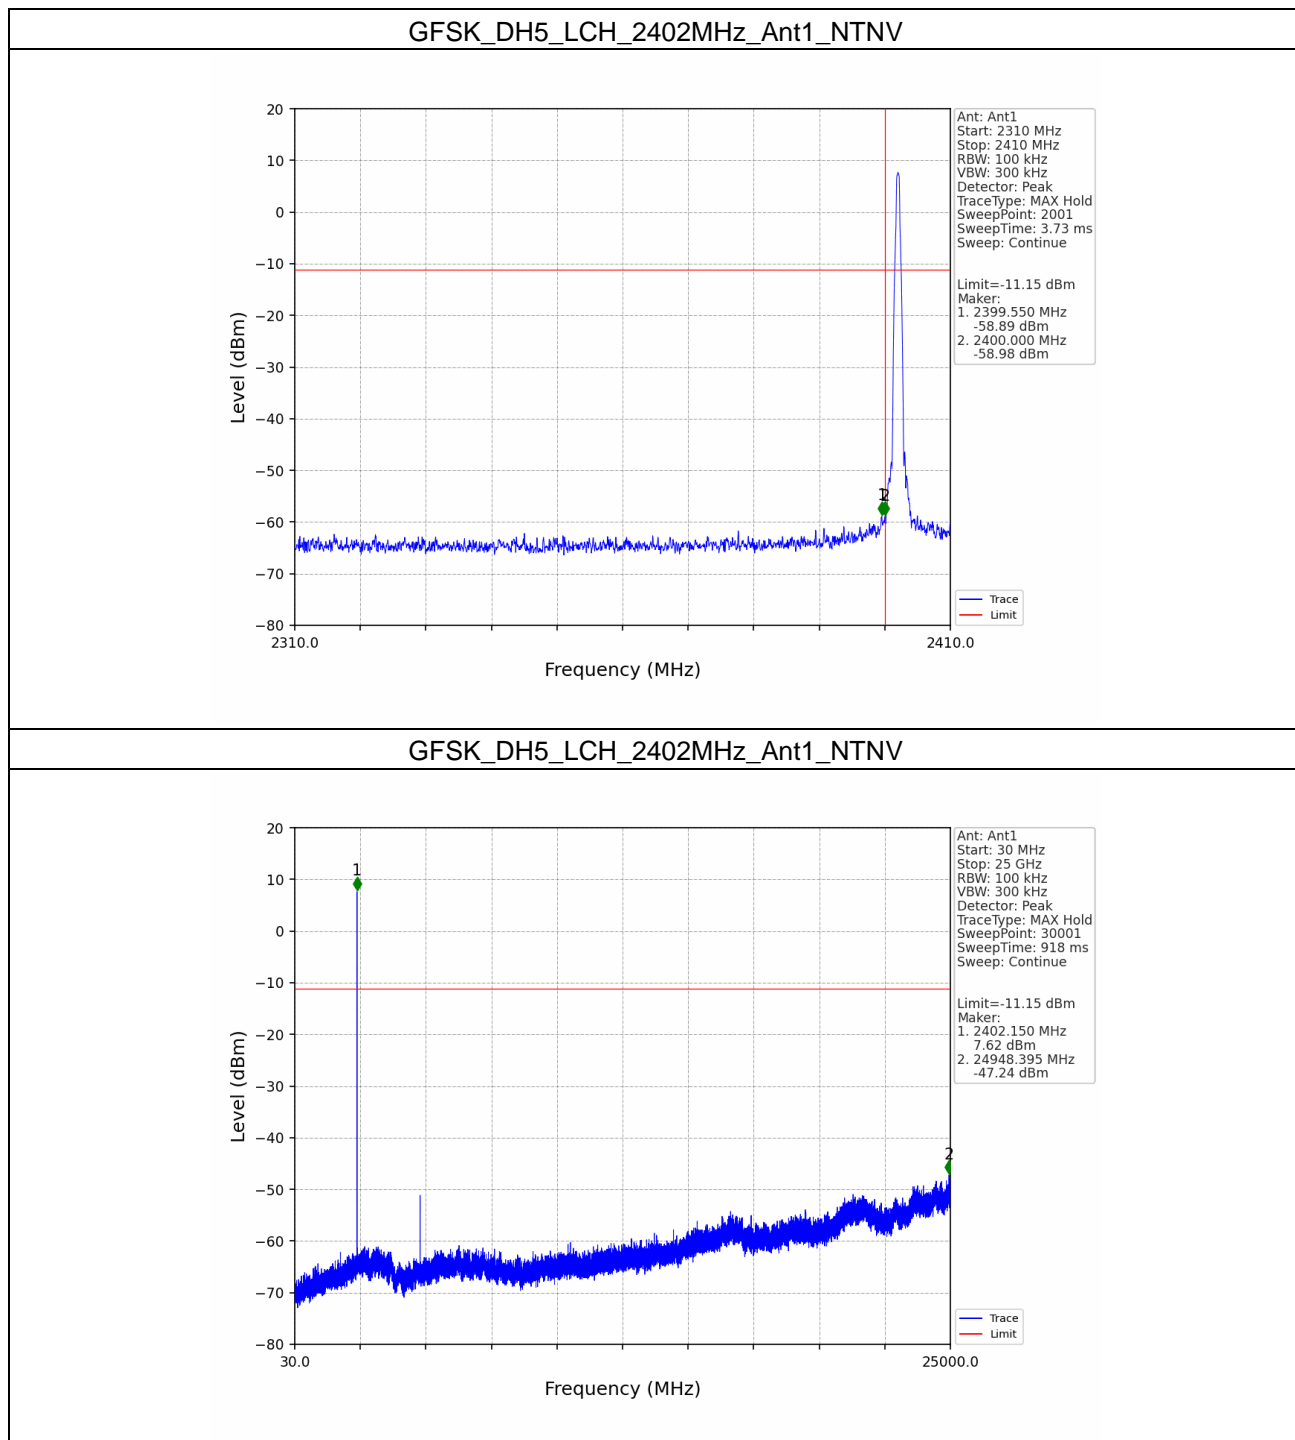 GFSK_DH5_LCH_2402MHz_Ant1_NTNV
20
10
0
−10
−20
−30
−40
−50
−60
−70
−80
Level (dBm)
1
2
2310.0
2410.0
Frequency (MHz)
Ant: Ant1
Start: 2310 MHz
Stop: 2410 MHz
RBW: 100 kHz
VBW: 300 kHz
Detector: Peak
TraceType: MAX Hold
SweepPoint: 2001
SweepTime: 3.73 ms
Sweep: Continue
Limit=-11.15 dBm
Maker:
1. 2399.550 MHz
-58.89 dBm
2. 2400.000 MHz
-58.98 dBm
Trace
Limit
GFSK_DH5_LCH_2402MHz_Ant1_NTNV
20
10
0
−10
−20
−30
−40
−50
−60
−70
−80
Level (dBm)
1
2
30.0
25000.0
Frequency (MHz)
Ant: Ant1
Start: 30 MHz
Stop: 25 GHz
RBW: 100 kHz
VBW: 300 kHz
Detector: Peak
TraceType: MAX Hold
SweepPoint: 30001
SweepTime: 918 ms
Sweep: Continue
Limit=-11.15 dBm
Maker:
1. 2402.150 MHz
7.62 dBm
2. 24948.395 MHz
-47.24 dBm
Trace
Limit